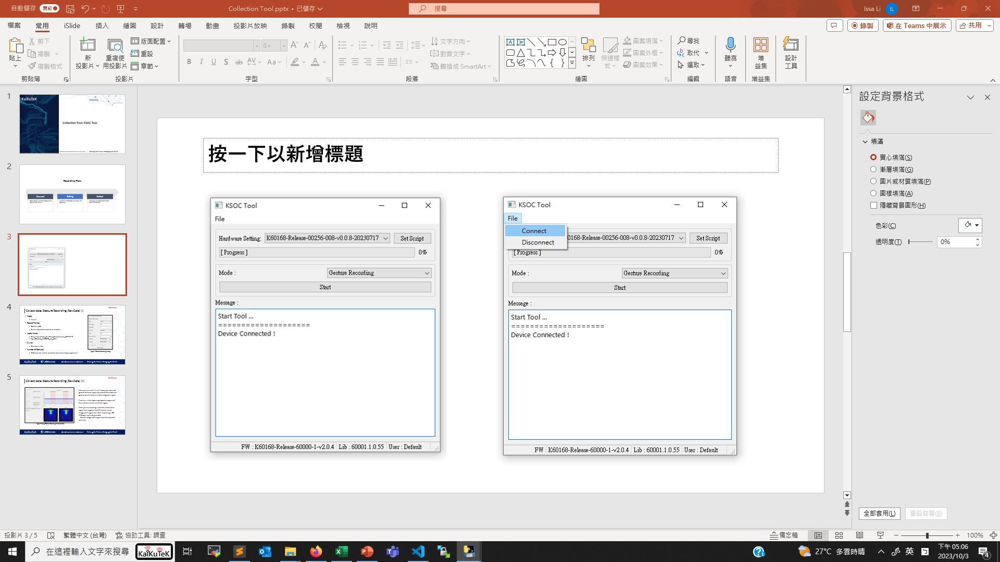 自動儲存 開啟
Collection Tool.pptx • 已儲存
搜尋
Issa Li IL
檔案 常用 iSlide 插入 繪圖 設計 轉場 動畫 投影片放映 錄製 校閱 檢視 說明
錄製 在 Teams 中展示 共用
貼上 剪下 複製 複製格式 剪貼簿
新投影片 重複使用投影片 版面配置 重設 章節 投影片
8+
B I U S ab AV Aa A 字型
文字方向 對齊文字 轉換成 SmartArt 段落
排列 快速樣式 圖案填滿 圖案外框 圖案效果 繪圖
尋找 取代 選取 編輯
聽寫 語音
增益集 增益集
設計工具
1
KaiKuTeK
Collection Tool: KSOC Tool
2
Recording Flow
Connect Setting Collect
3
4
Collect data: Gesture Recording (RawData) (I)
5
Collect data: Gesture Recording (RawData) (II)
按一下以新增標題
KSOC Tool
File
Hardware Setting: K60168-Release-00256-008-v0.0.8-20230717 Set Script
[ Progress ] 0%
Mode : Gesture Recording
Start
Message :
Start Tool ...
====================
Device Connected !
FW : K60168-Release-60000-1-v2.0.4 Lib : 60001.1.0.55 User : Default
KSOC Tool
File
Connect
Disconnect
0168-Release-00256-008-v0.0.8-20230717 Set Script
[ Progress ] 0%
Mode : Gesture Recording
Start
Message :
Start Tool ...
====================
Device Connected !
FW : K60168-Release-60000-1-v2.0.4 Lib : 60001.1.0.55 User : Default
設定背景格式
填滿
實心填滿(S)
漸層填滿(G)
圖片或材質填滿(P)
圖樣填滿(A)
隱藏背景圖形(H)
色彩(C)
透明度(T) 0%
全部套用(L) 重設背景(B)
投影片 3 / 5 繁體中文 (台灣) 協助工具: 調查
備忘稿 100%
在這裡輸入文字來搜尋 KaiKuTeK
27°C 多雲時晴
英
下午 05:06
2023/10/3
4